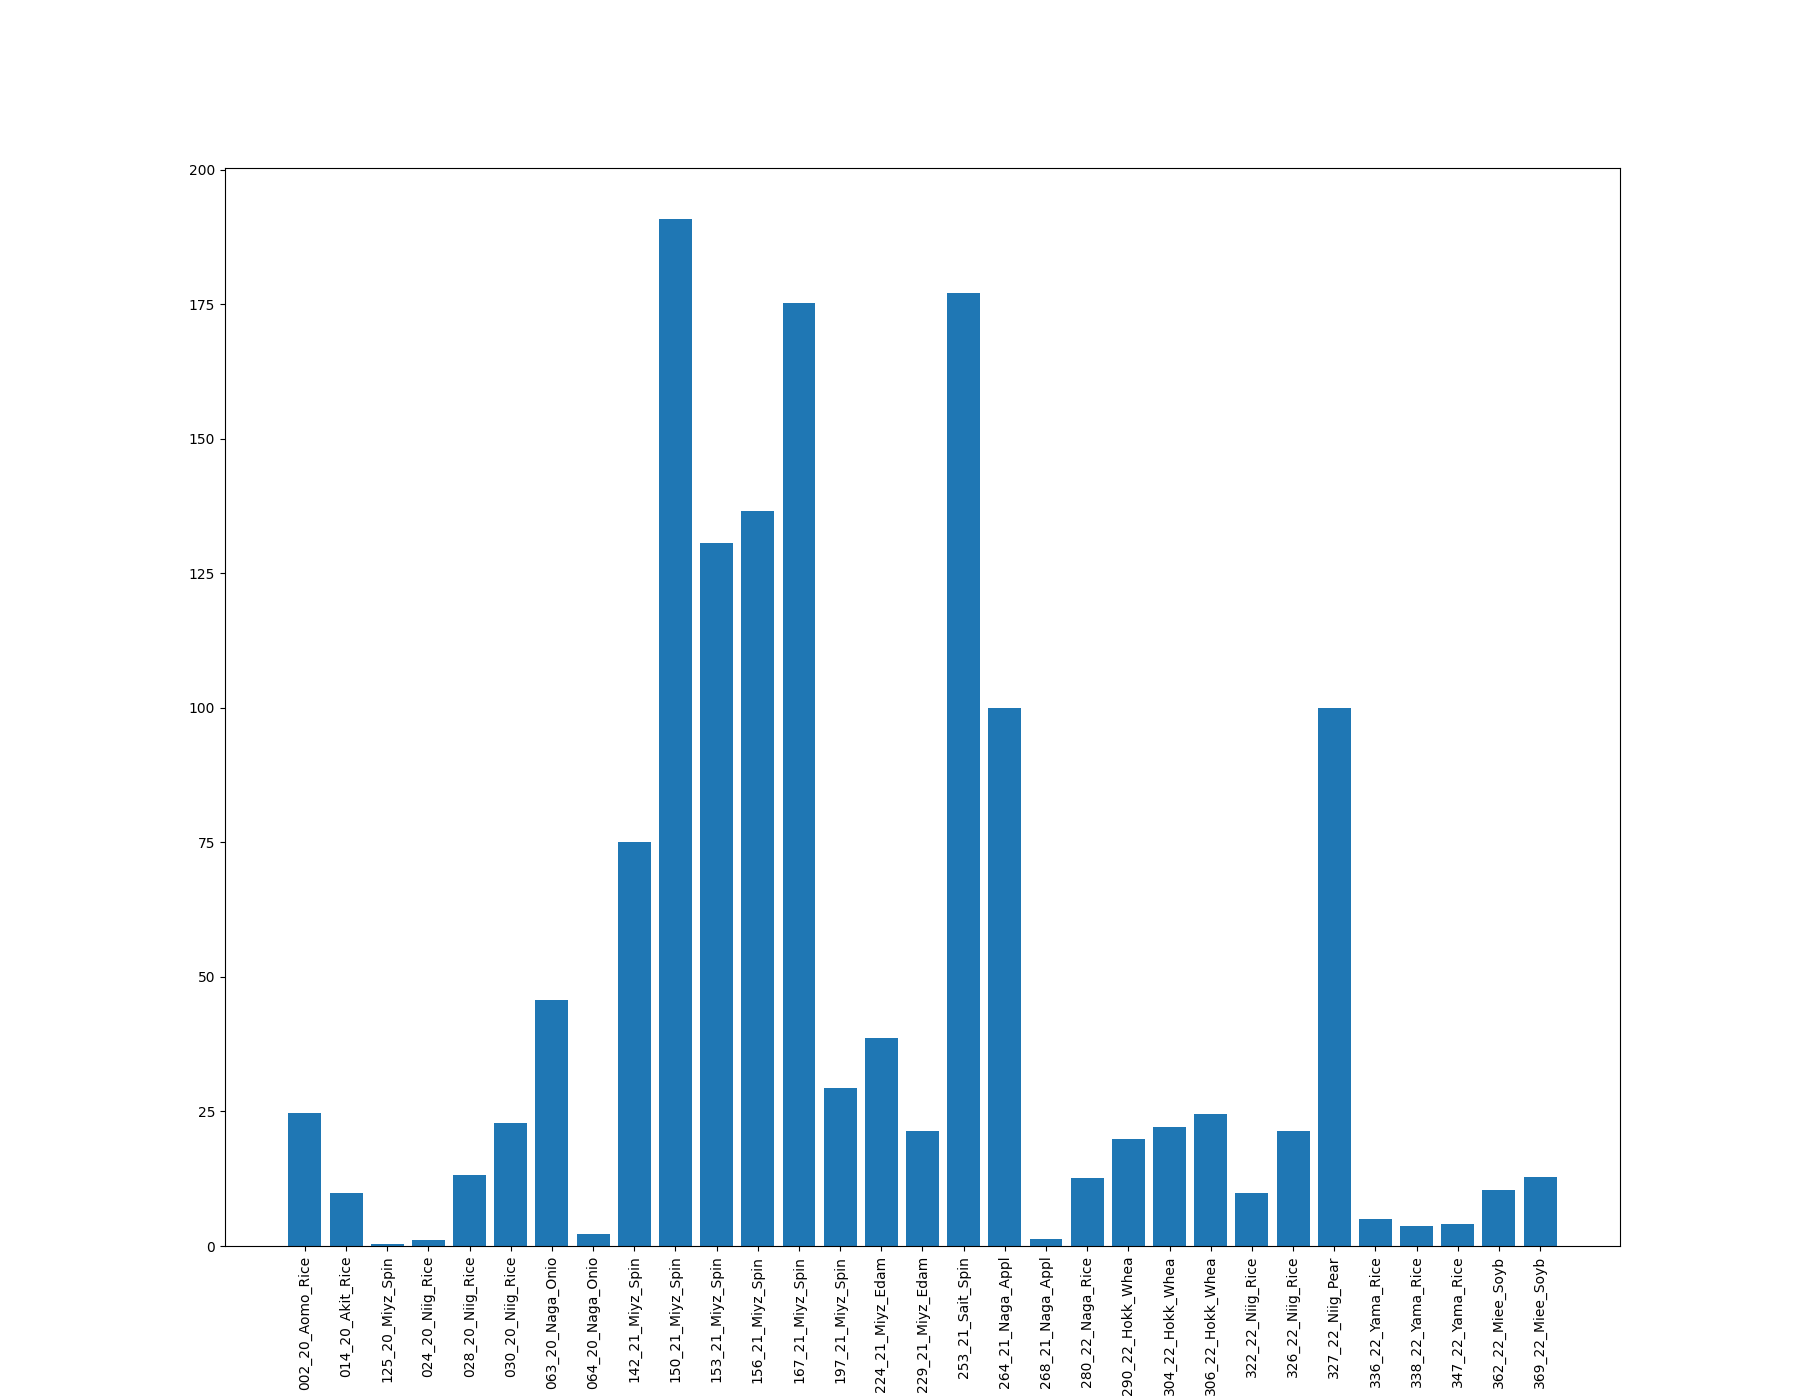 200
175
150
125
100
75
50
25
0
002_20_Aomo_Rice
014_20_Akit_Rice
125_20_Miyz_Spin
024_20_Niig_Rice
028_20_Niig_Rice
030_20_Niig_Rice
063_20_Naga_Onio
064_20_Naga_Onio
142_21_Miyz_Spin
150_21_Miyz_Spin
153_21_Miyz_Spin
156_21_Miyz_Spin
167_21_Miyz_Spin
197_21_Miyz_Spin
224_21_Miyz_Edam
229_21_Miyz_Edam
253_21_Sait_Spin
264_21_Naga_Appl
268_21_Naga_Appl
280_22_Naga_Rice
290_22_Hokk_Whea
304_22_Hokk_Whea
306_22_Hokk_Whea
322_22_Niig_Rice
326_22_Niig_Rice
327_22_Niig_Pear
336_22_Yama_Rice
338_22_Yama_Rice
347_22_Yama_Rice
362_22_Miee_Soyb
369_22_Miee_Soyb